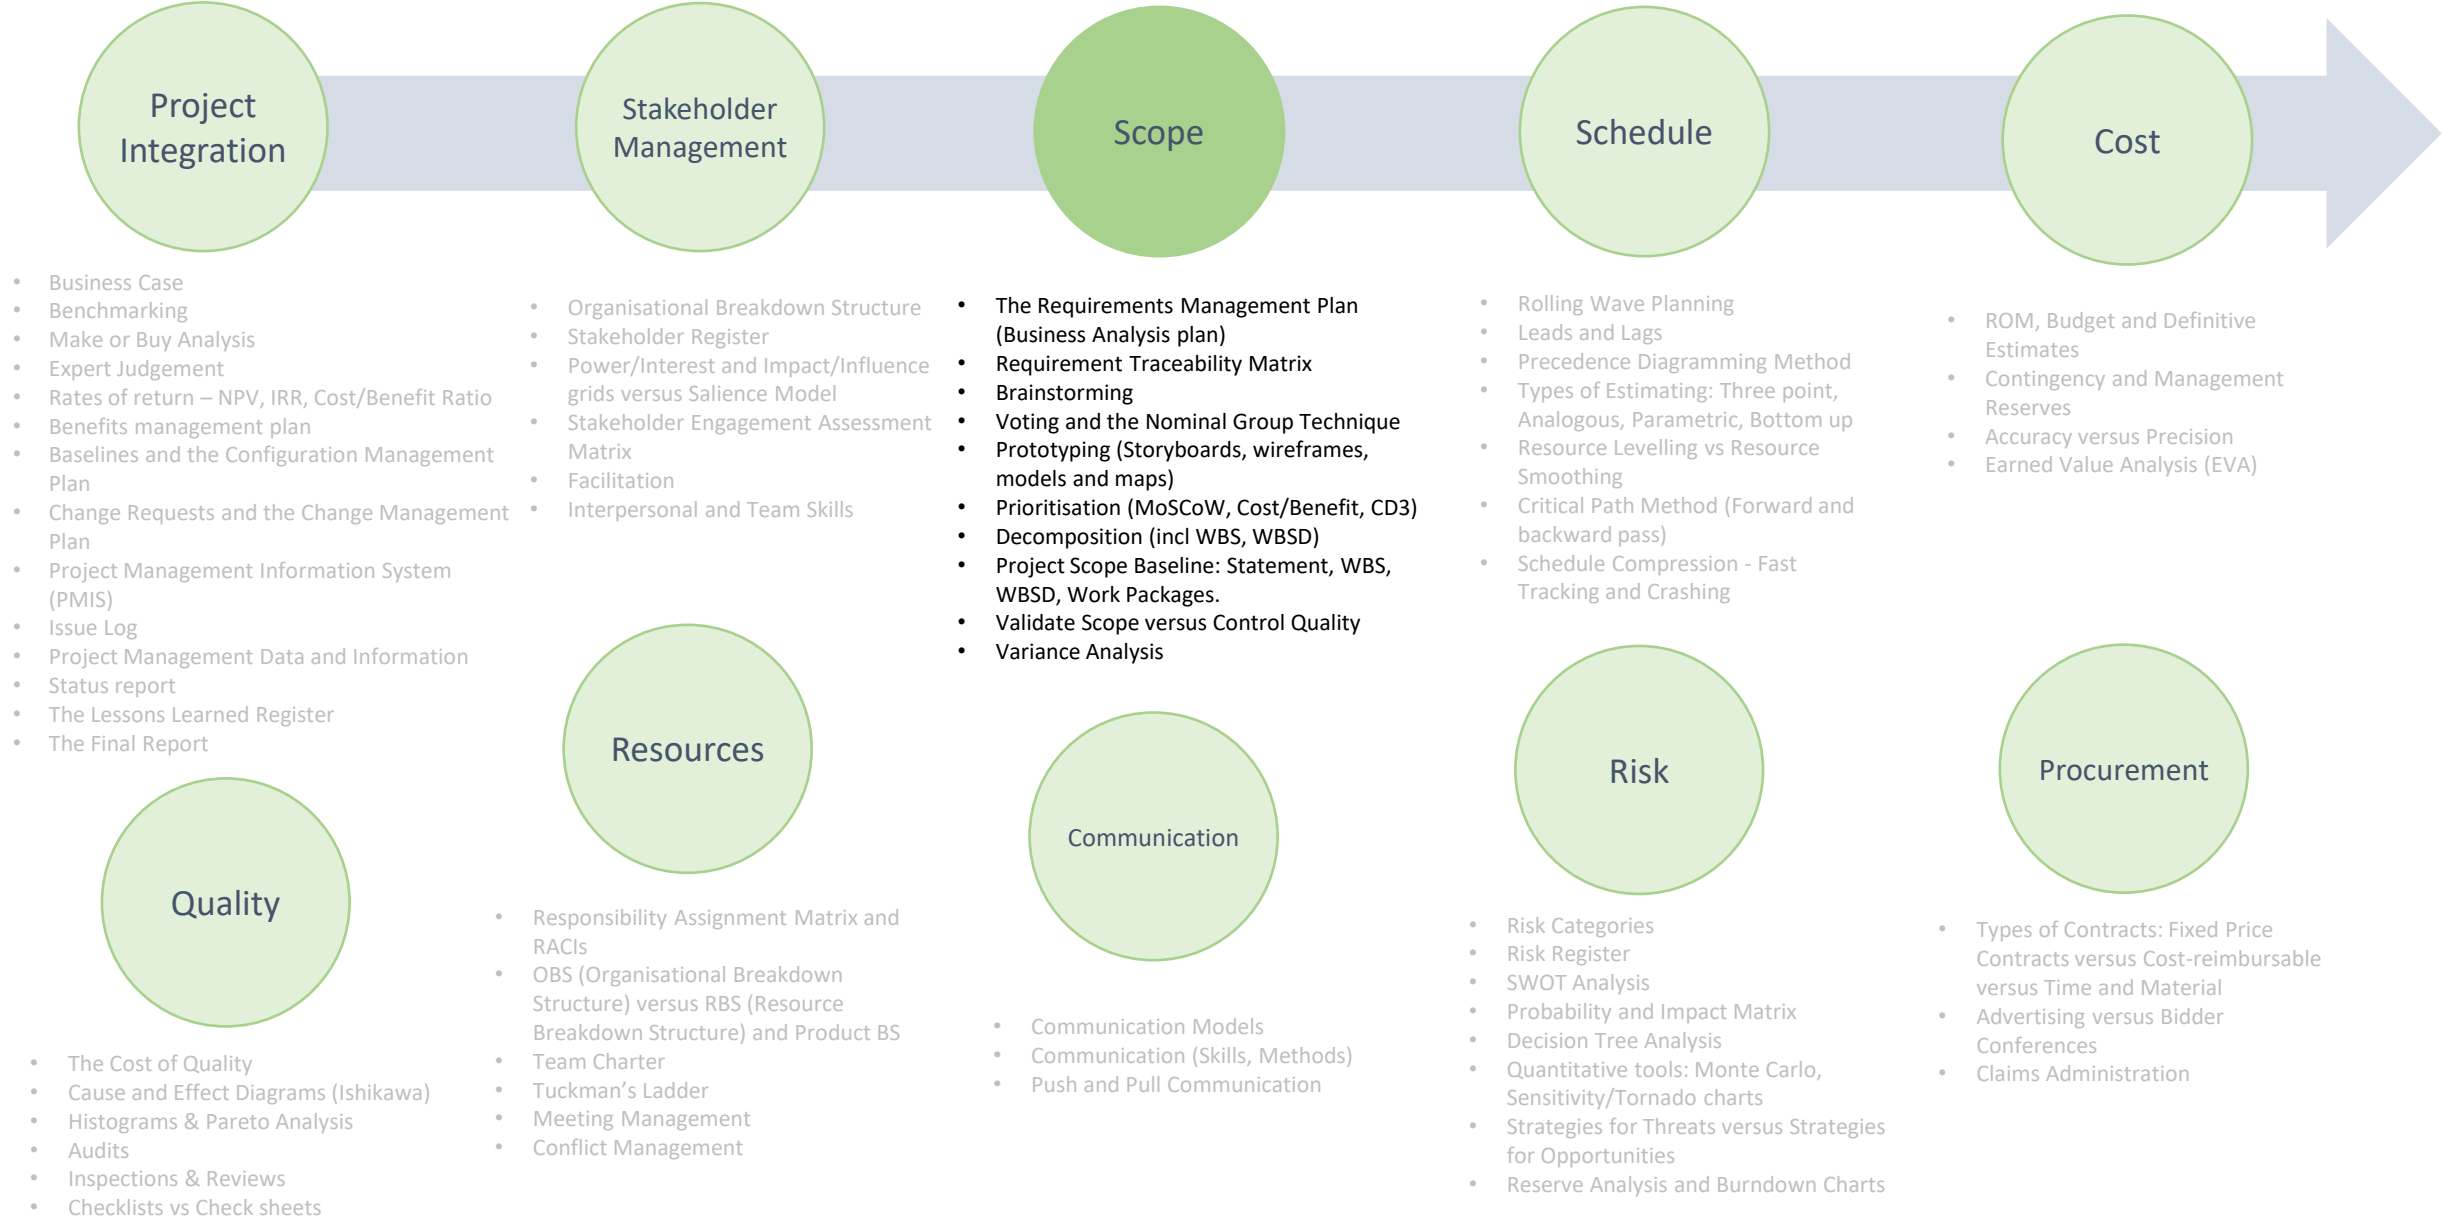 Project
Integration
• Business Case
• Benchmarking
• Make or Buy Analysis
• Expert Judgement
• Rates of return – NPV, IRR, Cost/Benefit Ratio
• Benefits management plan
• Baselines and the Configuration Management
Plan
• Change Requests and the Change Management
Plan
• Project Management Information System
(PMIS)
• Issue Log
• Project Management Data and Information
• Status report
• The Lessons Learned Register
• The Final Report
Stakeholder
Management
• Organisational Breakdown Structure
• Stakeholder Register
• Power/Interest and Impact/Influence
grids versus Salience Model
• Stakeholder Engagement Assessment
Matrix
• Facilitation
• Interpersonal and Team Skills
Scope
• The Requirements Management Plan
(Business Analysis plan)
• Requirement Traceability Matrix
• Brainstorming
• Voting and the Nominal Group Technique
• Prototyping (Storyboards, wireframes,
models and maps)
• Prioritisation (MoSCoW, Cost/Benefit, CD3)
• Decomposition (incl WBS, WBSD)
• Project Scope Baseline: Statement, WBS,
WBSD, Work Packages.
• Validate Scope versus Control Quality
• Variance Analysis
Schedule
• Rolling Wave Planning
• Leads and Lags
• Precedence Diagramming Method
• Types of Estimating: Three point,
Analogous, Parametric, Bottom up
• Resource Levelling vs Resource
Smoothing
• Critical Path Method (Forward and
backward pass)
• Schedule Compression - Fast
Tracking and Crashing
Cost
• ROM, Budget and Definitive
Estimates
• Contingency and Management
Reserves
• Accuracy versus Precision
• Earned Value Analysis (EVA)
Quality
• The Cost of Quality
• Cause and Effect Diagrams (Ishikawa)
• Histograms & Pareto Analysis
• Audits
• Inspections & Reviews
• Checklists vs Check sheets
Resources
• Responsibility Assignment Matrix and
RACIs
• OBS (Organisational Breakdown
Structure) versus RBS (Resource
Breakdown Structure) and Product BS
• Team Charter
• Tuckman's Ladder
• Meeting Management
• Conflict Management
Communication
• Communication Models
• Communication (Skills, Methods)
• Push and Pull Communication
Risk
• Risk Categories
• Risk Register
• SWOT Analysis
• Probability and Impact Matrix
• Decision Tree Analysis
• Quantitative tools: Monte Carlo,
Sensitivity/Tornado charts
• Strategies for Threats versus Strategies
for Opportunities
• Reserve Analysis and Burndown Charts
Procurement
• Types of Contracts: Fixed Price
Contracts versus Cost-reimbursable
versus Time and Material
• Advertising versus Bidder
Conferences
• Claims Administration